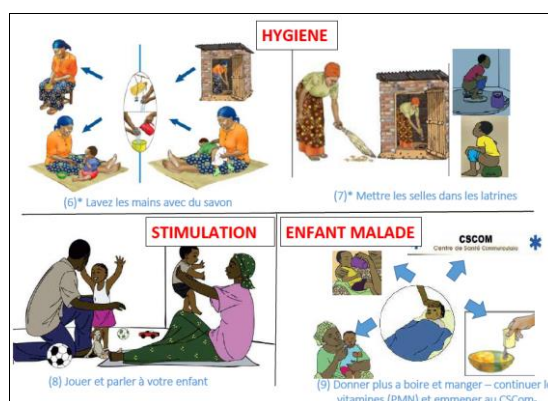 HYGIENE
(6)* Lavez les mains avec du savon
(7)* Mettre les selles dans les latrines
STIMULATION
ENFANT MALADE
CSCOM
Centre de Santé Communautaire
(8) Jouer et parler à votre enfant
(9) Donner plus a boire et manger – continuer le
vitamines (PMN) et emmener au CSCom-